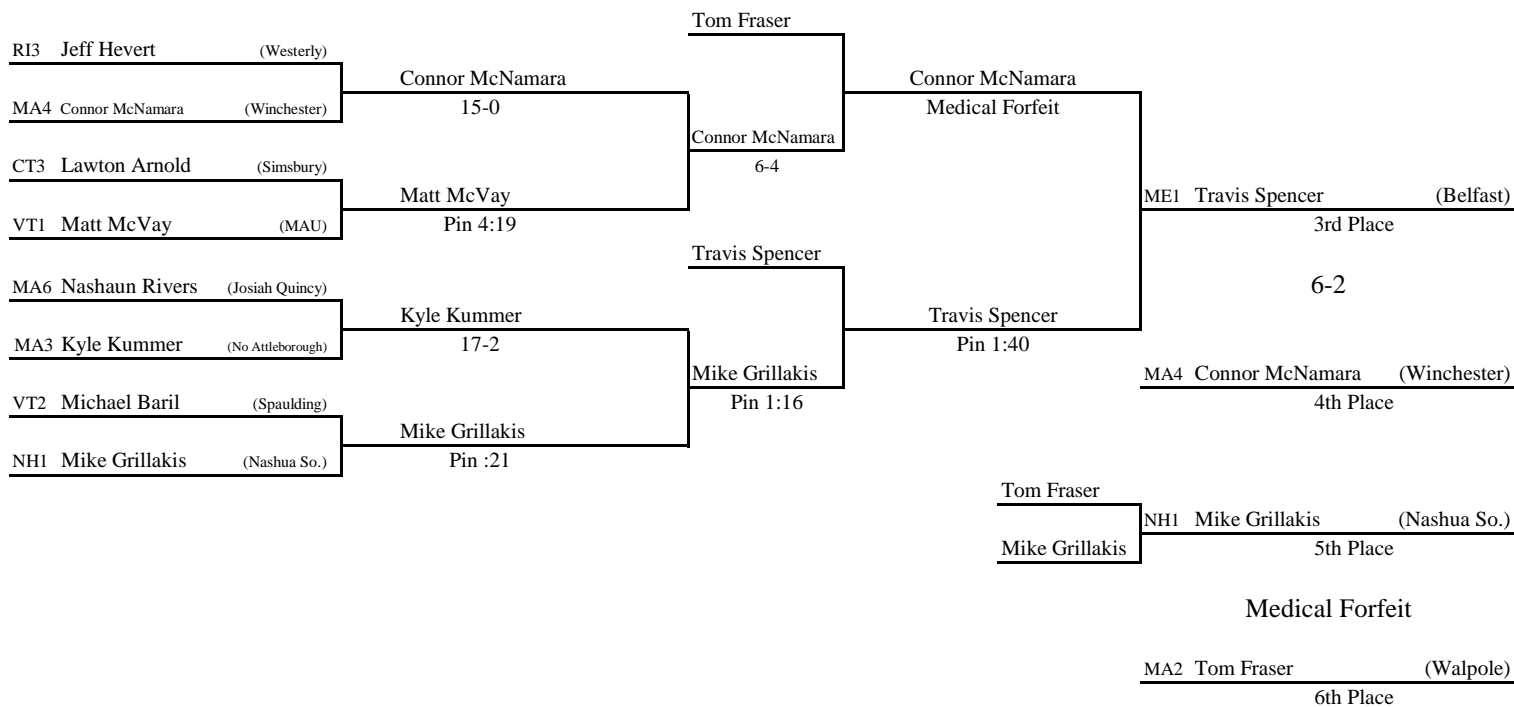 Tom Fraser
RI3 Jeff Hevert (Westerly)
Connor McNamara
Connor McNamara
MA4 Connor McNamara (Winchester)
15-0
Medical Forfeit
Connor McNamara
CT3 Lawton Arnold (Simsbury)
6-4
Matt McVay
ME1 Travis Spencer (Belfast)
VT1 Matt McVay (MAU)
Pin 4:19
3rd Place
Travis Spencer
MA6 Nashaun Rivers (Josiah Quincy)
6-2
Kyle Kummer
Travis Spencer
MA3 Kyle Kummer (No Attleborough)
17-2
Pin 1:40
Mike Grillakis
MA4 Connor McNamara (Winchester)
VT2 Michael Baril (Spaulding)
Pin 1:16
4th Place
Mike Grillakis
NH1 Mike Grillakis (Nashua So.)
Pin :21
Tom Fraser
NH1 Mike Grillakis (Nashua So.)
Mike Grillakis
5th Place
Medical Forfeit
MA2 Tom Fraser (Walpole)
6th Place